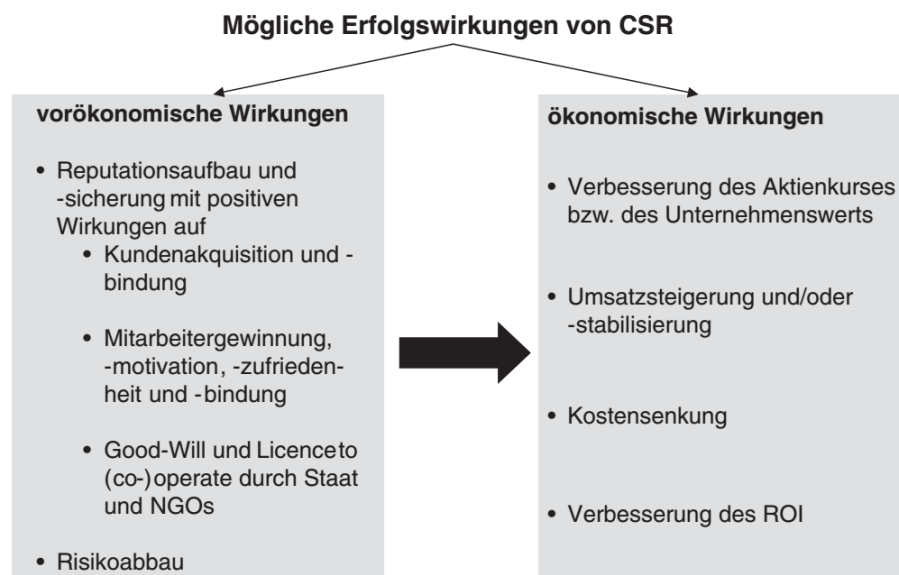 Mögliche Erfolgswirkungen von CSR
vorökonomische Wirkungen
• Reputationsaufbau und
-sicherung mit positiven
Wirkungen auf
• Kundenakquisition und -
bindung
• Mitarbeitergewinnung,
-motivation, -zufrieden-
heit und -bindung
• Good-Will und Licenceto
(co-)operate durch Staat
und NGOs
• Risikoabbau
ökonomische Wirkungen
• Verbesserung des Aktienkurses
bzw. des Unternehmenswerts
• Umsatzsteigerung und/oder
-stabilisierung
• Kostensenkung
• Verbesserung des ROI